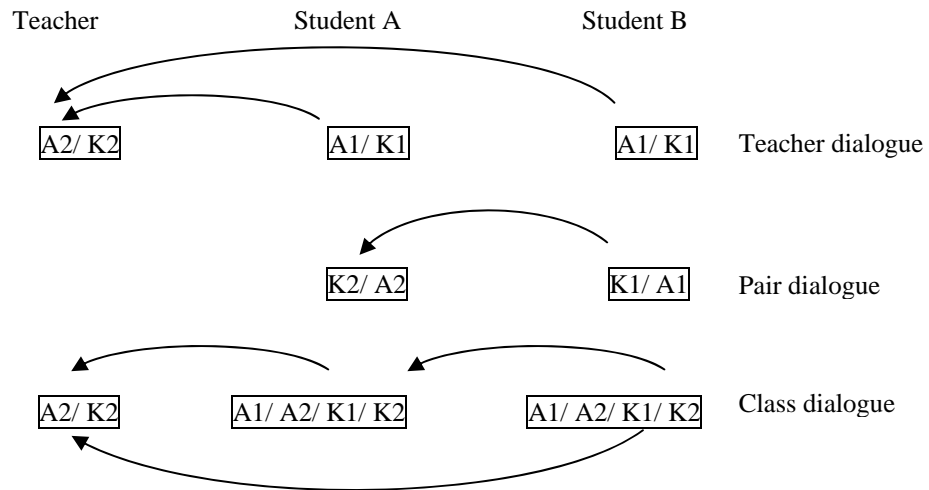 Teacher Student A Student B
A2/ K2 A1/ K1 A1/ K1 Teacher dialogue
K2/ A2 K1/ A1 Pair dialogue
A2/ K2 A1/ A2/ K1/ K2 A1/ A2/ K1/ K2 Class dialogue